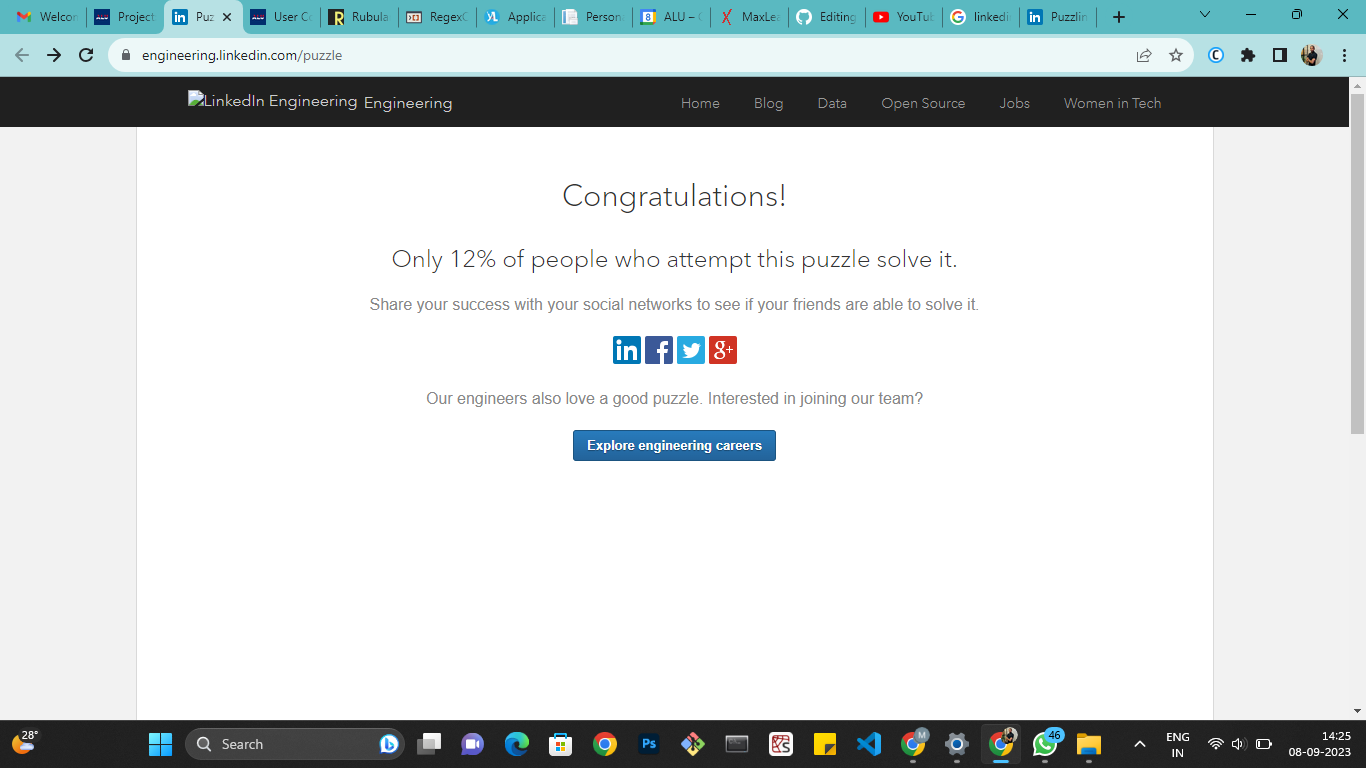 Welcon
Project
Puz
User Co
Rubula
RegexO
Applica
Person
ALU – C
MaxLea
Editing
YouTub
linkedi
Puzzlin
engineering.linkedin.com/puzzle
LinkedIn Engineering Engineering
Home Blog Data Open Source Jobs Women in Tech
Congratulations!
Only 12% of people who attempt this puzzle solve it.
Share your success with your social networks to see if your friends are able to solve it.
Our engineers also love a good puzzle. Interested in joining our team?
Explore engineering careers
28°
Search
Ps
M
46
ENG
IN
14:25
08-09-2023